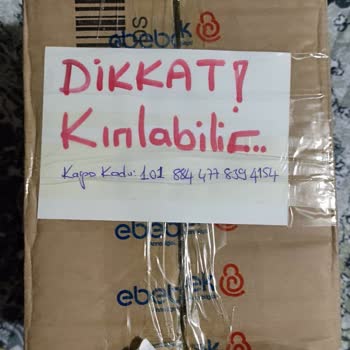 ebebek
DİKKAT!
Kırılabilir...
Kargo Kodu: 101 884 477 839 4154
ebebek
ebebek